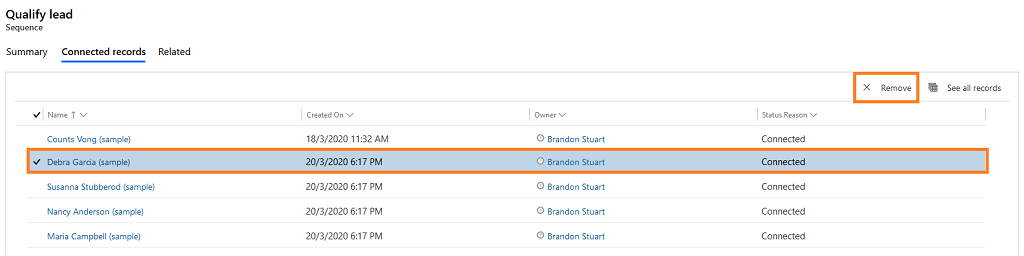 Qualify lead
Sequence
Summary Connected records Related
Remove See all records
Name Created On Owner Status Reason
Counts Vong (sample) 18/3/2020 11:32 AM Brandon Stuart Connected
Debra Garcia (sample) 20/3/2020 6:17 PM Brandon Stuart Connected
Susanna Stubberod (sample) 20/3/2020 6:17 PM Brandon Stuart Connected
Nancy Anderson (sample) 20/3/2020 6:17 PM Brandon Stuart Connected
Maria Campbell (sample) 20/3/2020 6:17 PM Brandon Stuart Connected